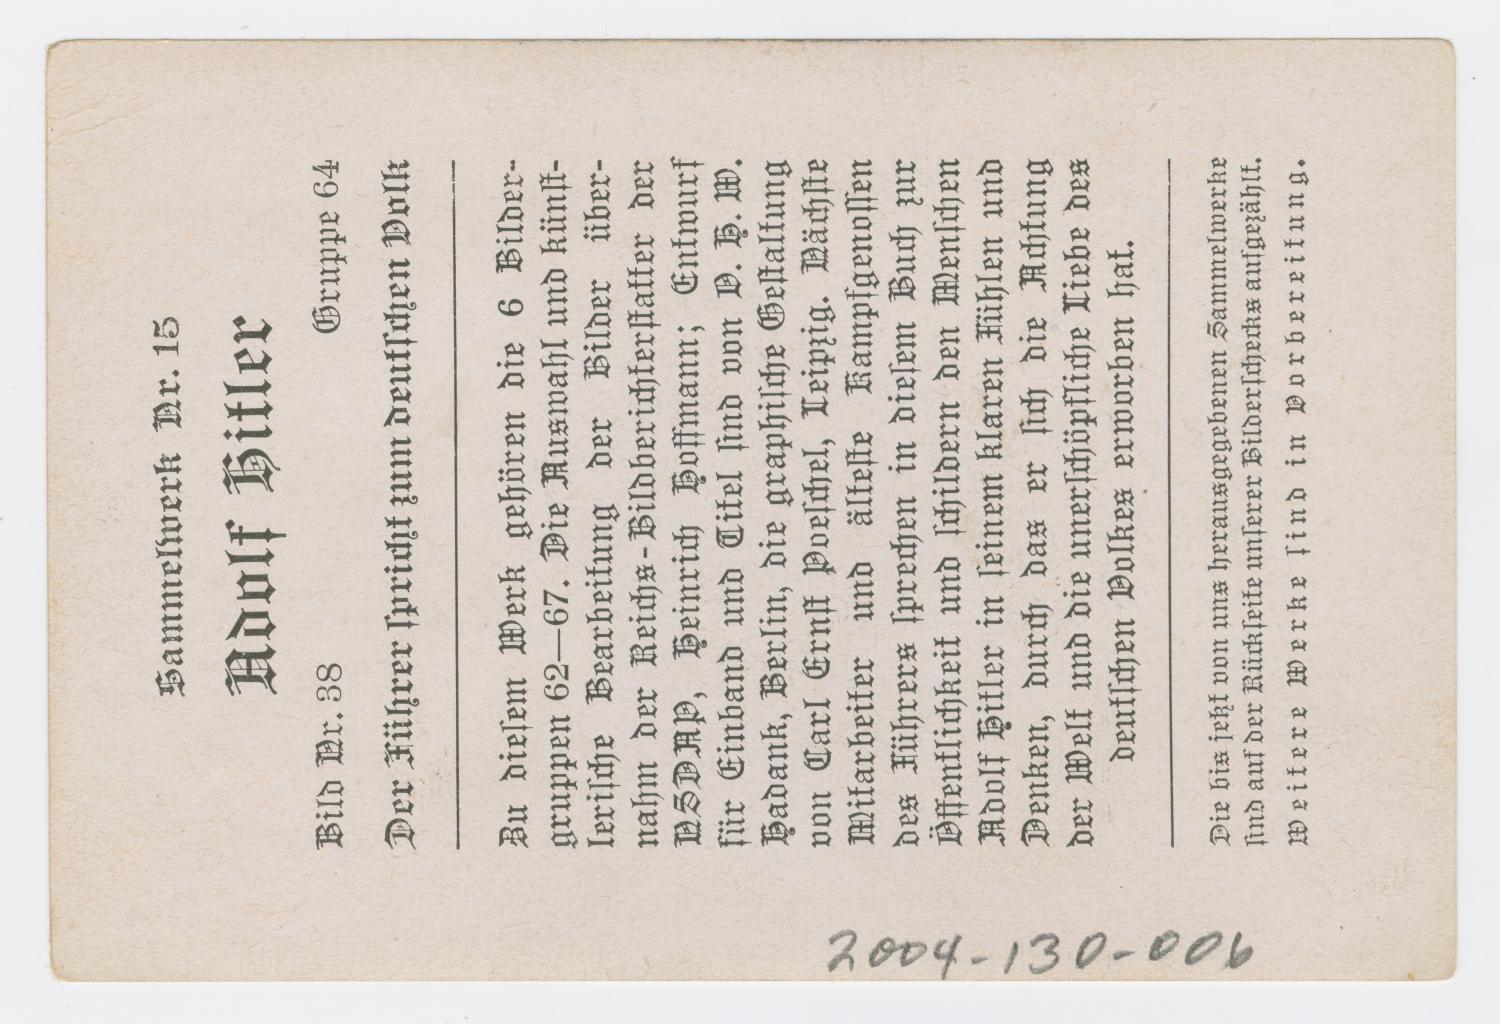 Sammelwerk Nr. 15
Adolf Hitler
Bild Nr. 38 Gruppe 64
Der Führer spricht zum deutschen Volk
Zu diesem Werk gehören die 6 Bilder-
gruppen 62—67. Die Auswahl und künst-
lerische Bearbeitung der Bilder über-
nahm der Reichs-Bildberichterstatter der
NSDAP, Heinrich Hoffmann; Entwurf
für Einband und Titel sind von O. H. W.
Hadank, Berlin, die graphische Gestaltung
von Carl Ernst Poeschel, Leipzig. Nächste
Mitarbeiter und älteste Kampfgenossen
des Führers sprechen in diesem Buch zur
Öffentlichkeit und schildern den Menschen
Adolf Hitler in seinem klaren Fühlen und
Denken, durch das er sich die Achtung
der Welt und die unerschöpfliche Liebe des
deutschen Volkes erworben hat.
Die bis jetzt von uns herausgegebenen Sammelwerke
sind auf der Rückseite unserer Bilderschecks aufgezählt.
Weitere Werke sind in Vorbereitung.
2004-130-006